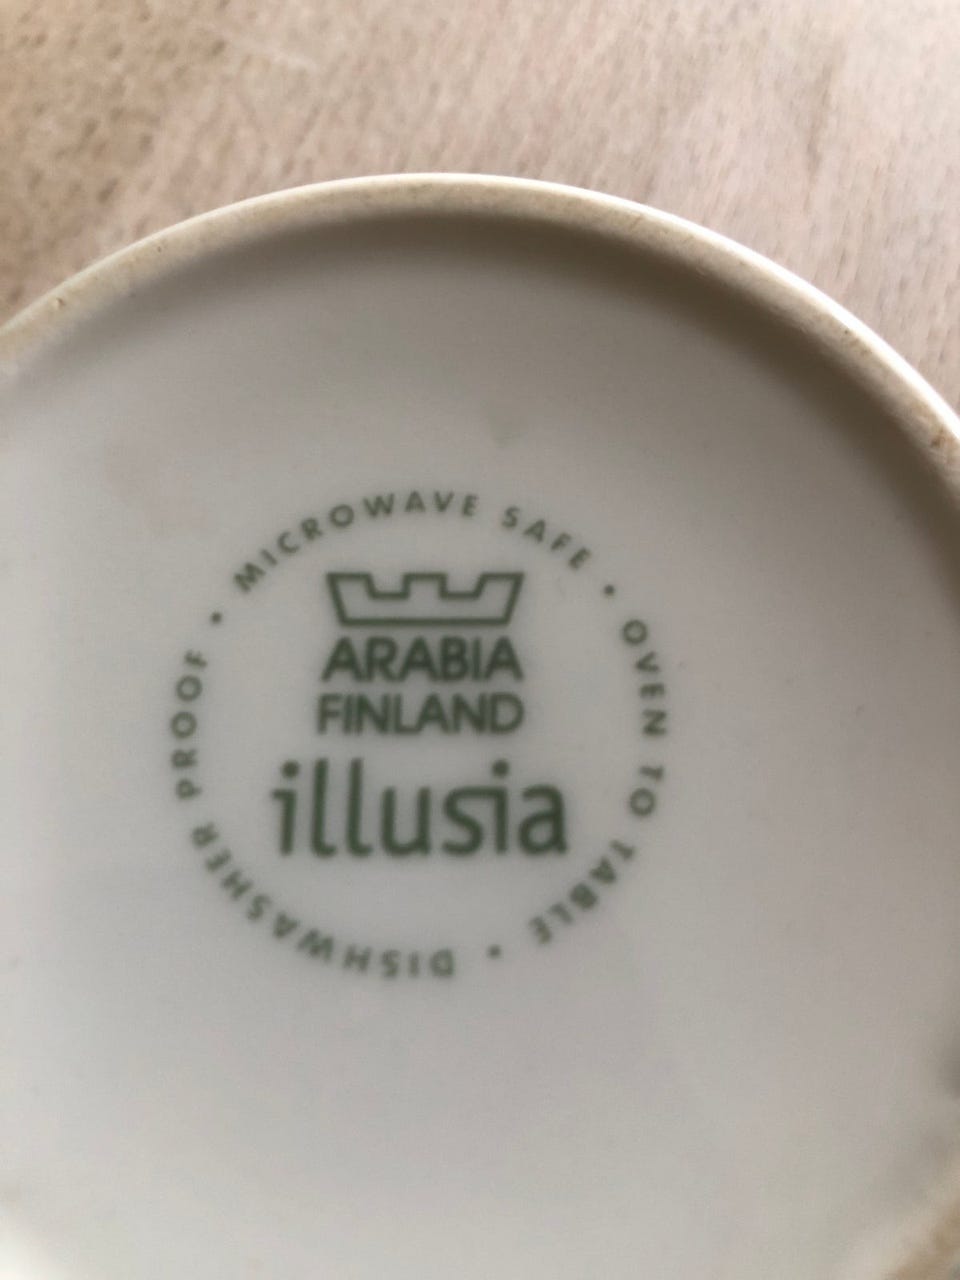 MICROWAVE SAFE • OVEN TO TABLE • DISHWASHER PROOF •
ARABIA
FINLAND
illusia